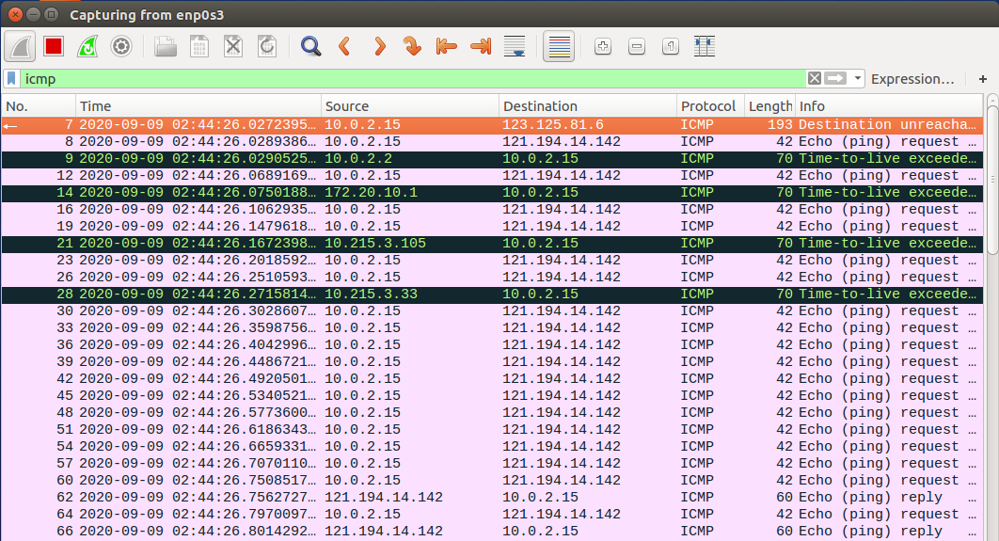 Capturing from enp0s3
icmp Expression… +
No. Time Source Destination Protocol Length Info
7 2020-09-09 02:44:26.0272395… 10.0.2.15 123.125.81.6 ICMP 193 Destination unreacha…
8 2020-09-09 02:44:26.0289386… 10.0.2.15 121.194.14.142 ICMP 42 Echo (ping) request …
9 2020-09-09 02:44:26.0290525… 10.0.2.2 10.0.2.15 ICMP 70 Time-to-live exceede…
12 2020-09-09 02:44:26.0689169… 10.0.2.15 121.194.14.142 ICMP 42 Echo (ping) request …
14 2020-09-09 02:44:26.0750188… 172.20.10.1 10.0.2.15 ICMP 70 Time-to-live exceede…
16 2020-09-09 02:44:26.1062935… 10.0.2.15 121.194.14.142 ICMP 42 Echo (ping) request …
19 2020-09-09 02:44:26.1479618… 10.0.2.15 121.194.14.142 ICMP 42 Echo (ping) request …
21 2020-09-09 02:44:26.1672398… 10.215.3.105 10.0.2.15 ICMP 70 Time-to-live exceede…
23 2020-09-09 02:44:26.2018592… 10.0.2.15 121.194.14.142 ICMP 42 Echo (ping) request …
26 2020-09-09 02:44:26.2510593… 10.0.2.15 121.194.14.142 ICMP 42 Echo (ping) request …
28 2020-09-09 02:44:26.2715814… 10.215.3.33 10.0.2.15 ICMP 70 Time-to-live exceede…
30 2020-09-09 02:44:26.3028607… 10.0.2.15 121.194.14.142 ICMP 42 Echo (ping) request …
33 2020-09-09 02:44:26.3598756… 10.0.2.15 121.194.14.142 ICMP 42 Echo (ping) request …
36 2020-09-09 02:44:26.4042996… 10.0.2.15 121.194.14.142 ICMP 42 Echo (ping) request …
39 2020-09-09 02:44:26.4486721… 10.0.2.15 121.194.14.142 ICMP 42 Echo (ping) request …
42 2020-09-09 02:44:26.4920501… 10.0.2.15 121.194.14.142 ICMP 42 Echo (ping) request …
45 2020-09-09 02:44:26.5340521… 10.0.2.15 121.194.14.142 ICMP 42 Echo (ping) request …
48 2020-09-09 02:44:26.5773600… 10.0.2.15 121.194.14.142 ICMP 42 Echo (ping) request …
51 2020-09-09 02:44:26.6186343… 10.0.2.15 121.194.14.142 ICMP 42 Echo (ping) request …
54 2020-09-09 02:44:26.6659331… 10.0.2.15 121.194.14.142 ICMP 42 Echo (ping) request …
57 2020-09-09 02:44:26.7070110… 10.0.2.15 121.194.14.142 ICMP 42 Echo (ping) request …
60 2020-09-09 02:44:26.7508517… 10.0.2.15 121.194.14.142 ICMP 42 Echo (ping) request …
62 2020-09-09 02:44:26.7562727… 121.194.14.142 10.0.2.15 ICMP 60 Echo (ping) reply …
64 2020-09-09 02:44:26.7970097… 10.0.2.15 121.194.14.142 ICMP 42 Echo (ping) request …
66 2020-09-09 02:44:26.8014292… 121.194.14.142 10.0.2.15 ICMP 60 Echo (ping) reply …